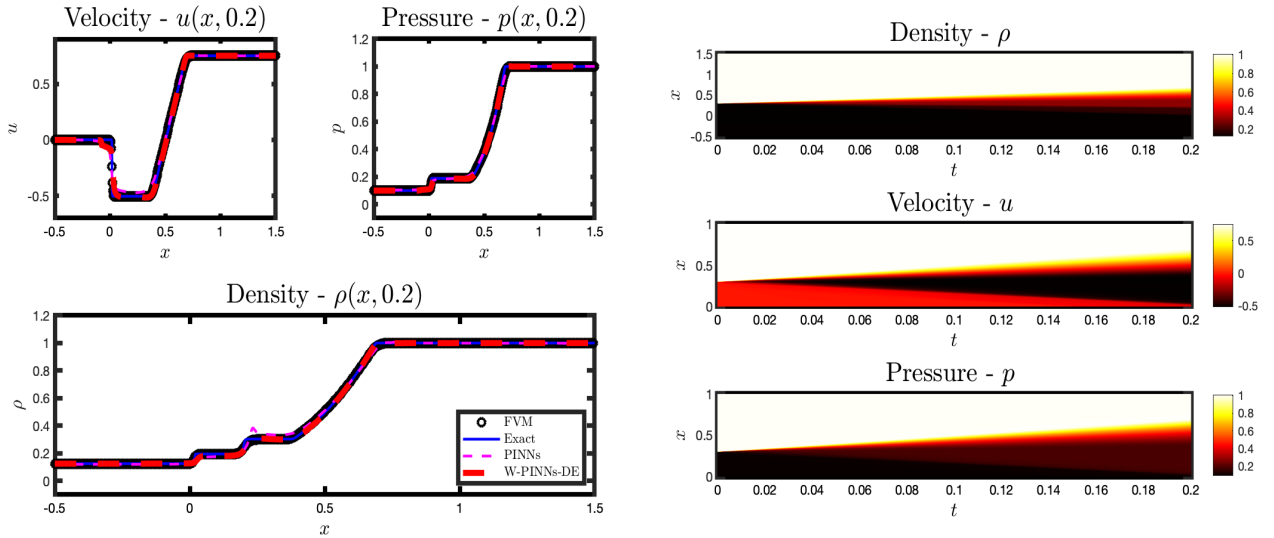 Velocity - u(x, 0.2)
0.5
0
-0.5
u
-0.5 0 0.5 1 1.5
x
Pressure - p(x, 0.2)
1.2
1
0.8
0.6
0.4
0.2
0
p
-0.5 0 0.5 1 1.5
x
Density - ρ(x, 0.2)
1.2
1
0.8
0.6
0.4
0.2
0
ρ
-0.5 0 0.5 1 1.5
x
FVM
Exact
PINNs
W-PINNs-DE
Density - ρ
1.5
1
0.5
0
-0.5
x
0 0.02 0.04 0.06 0.08 0.1 0.12 0.14 0.16 0.18 0.2
t
1
0.8
0.6
0.4
0.2
Velocity - u
1
0.5
0
x
0 0.02 0.04 0.06 0.08 0.1 0.12 0.14 0.16 0.18 0.2
t
0.5
0
-0.5
Pressure - p
1
0.5
0
x
0 0.02 0.04 0.06 0.08 0.1 0.12 0.14 0.16 0.18 0.2
t
1
0.8
0.6
0.4
0.2